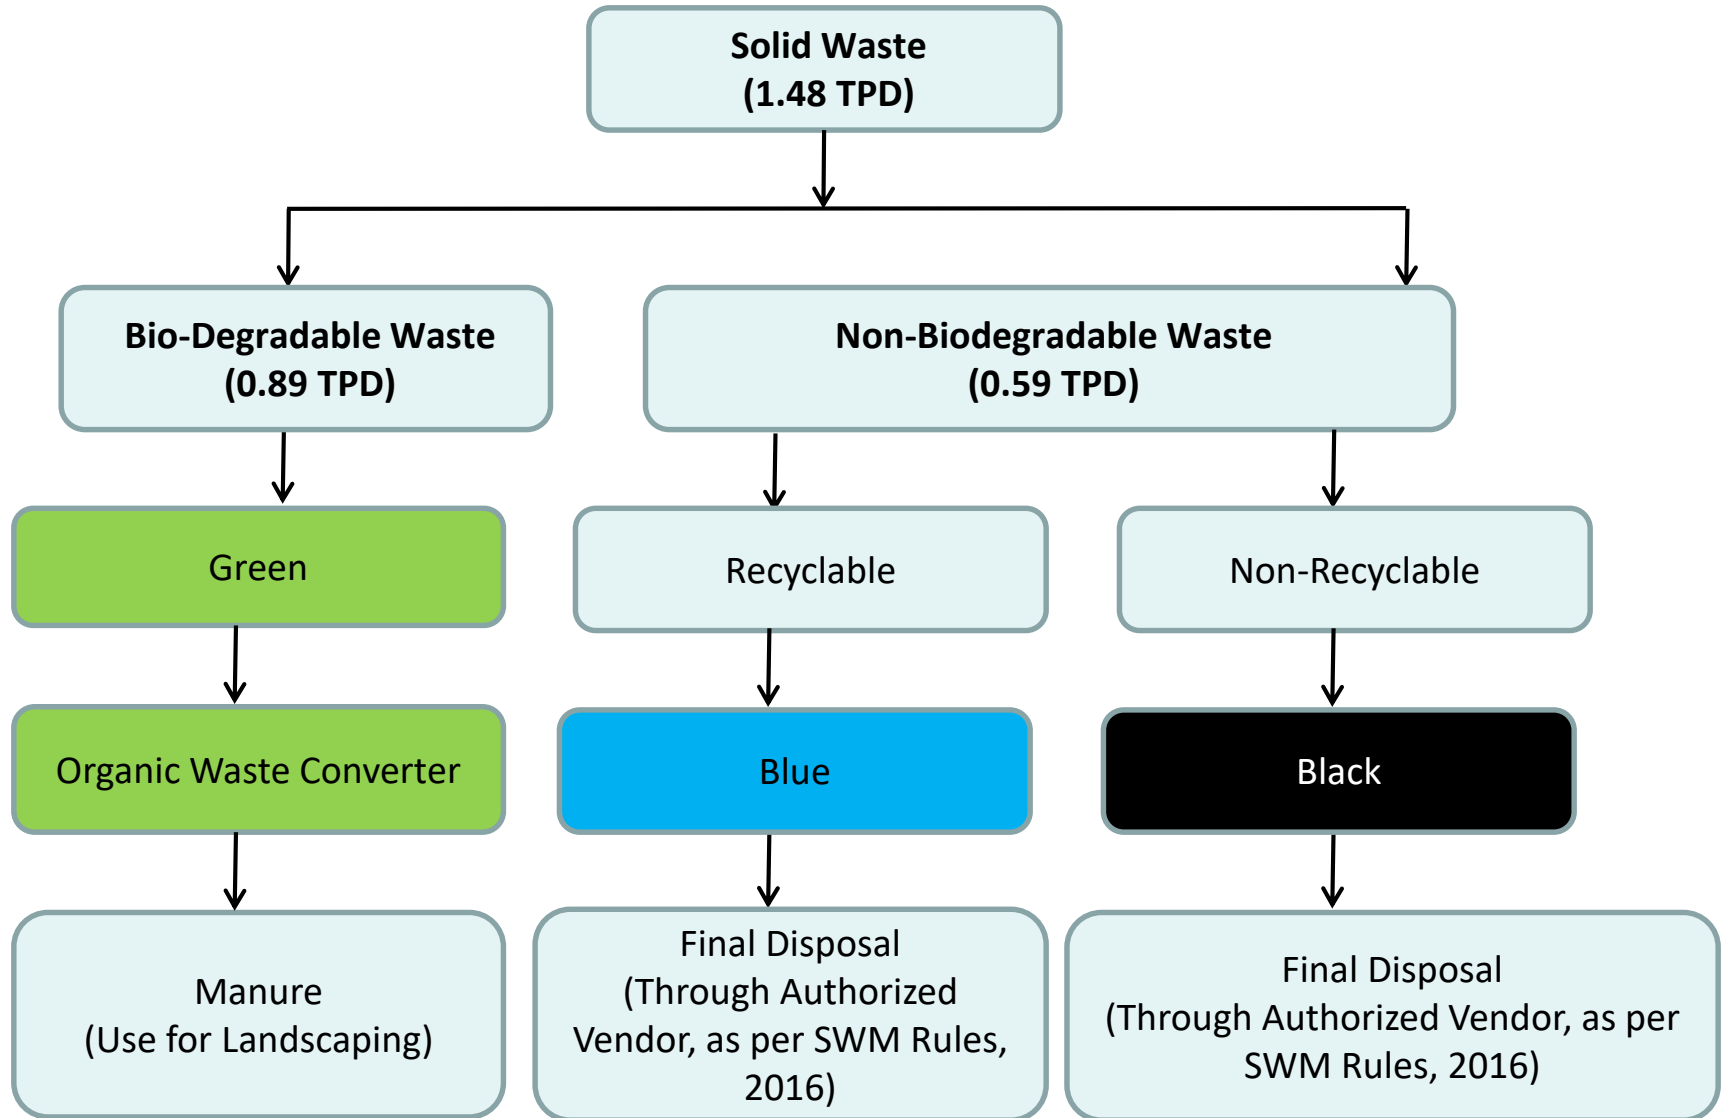 Solid Waste
(1.48 TPD)
Bio-Degradable Waste
(0.89 TPD)
Non-Biodegradable Waste
(0.59 TPD)
Green
Recyclable
Non-Recyclable
Organic Waste Converter
Blue
Black
Manure
(Use for Landscaping)
Final Disposal
(Through Authorized
Vendor, as per SWM Rules,
2016)
Final Disposal
(Through Authorized Vendor, as per
SWM Rules, 2016)